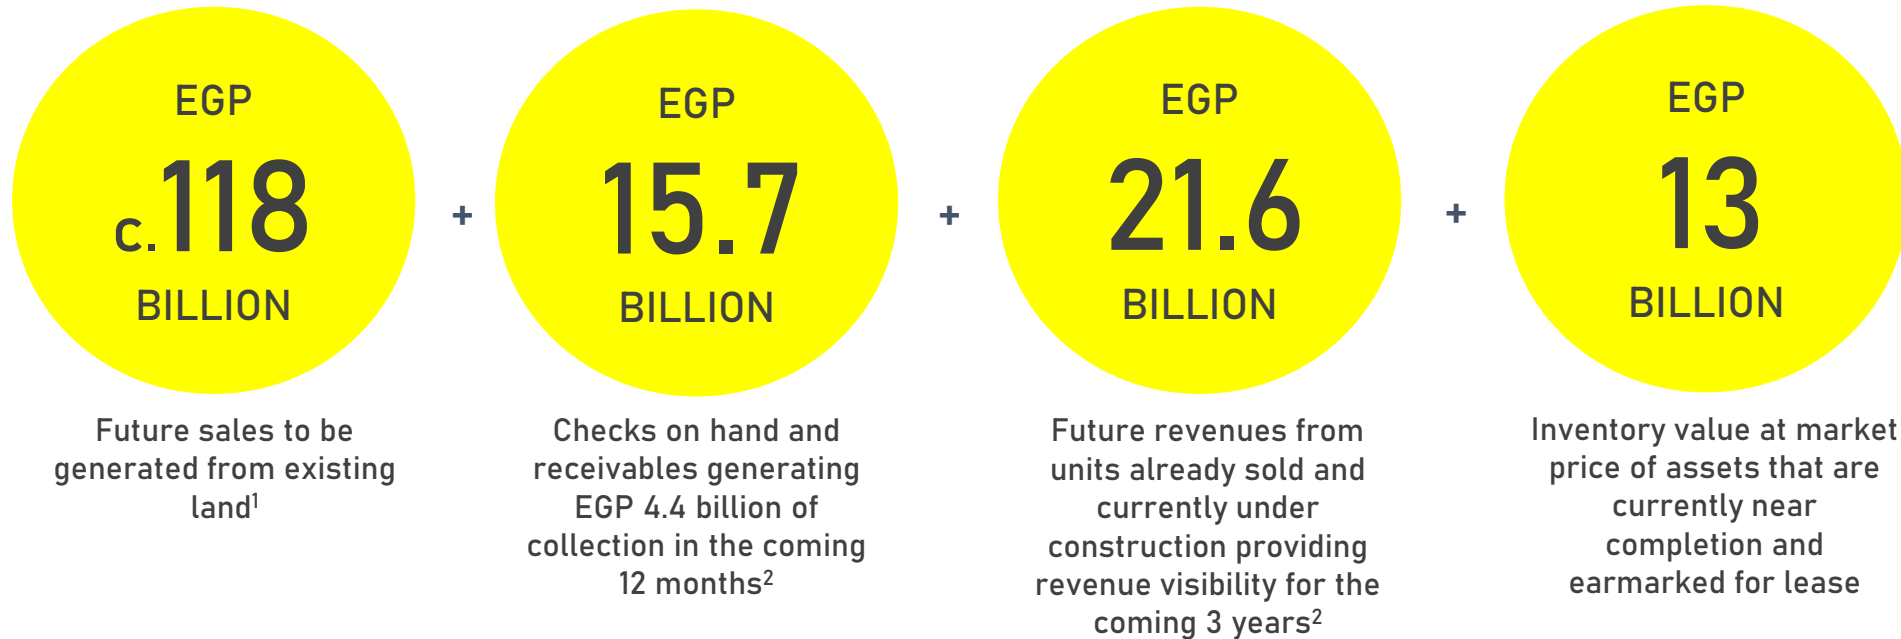 EGP
c.118
BILLION
Future sales to be
generated from existing
land¹
+
EGP
15.7
BILLION
Checks on hand and
receivables generating
EGP 4.4 billion of
collection in the coming
12 months²
+
EGP
21.6
BILLION
Future revenues from
units already sold and
currently under
construction providing
revenue visibility for the
coming 3 years²
+
EGP
13
BILLION
Inventory value at market
price of assets that are
currently near
completion and
earmarked for lease